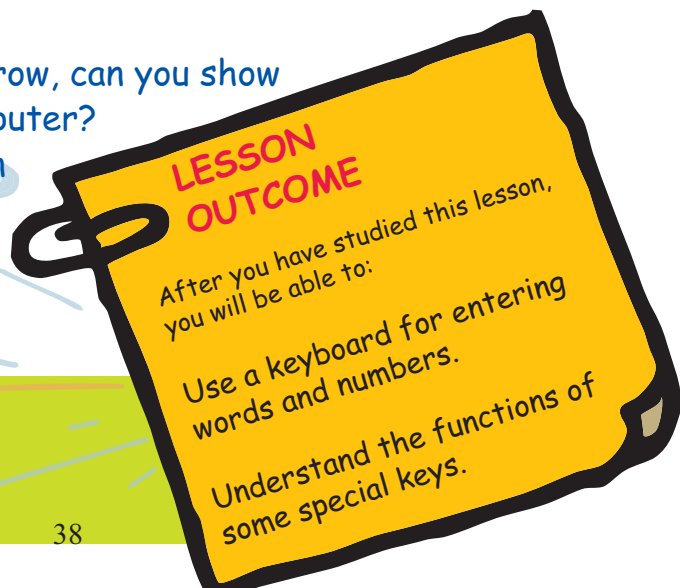 row, can you show
puter?
LESSON
OUTCOME
After you have studied this lesson,
you will be able to:
Use a keyboard for entering
words and numbers.
Understand the functions of
some special keys.
38